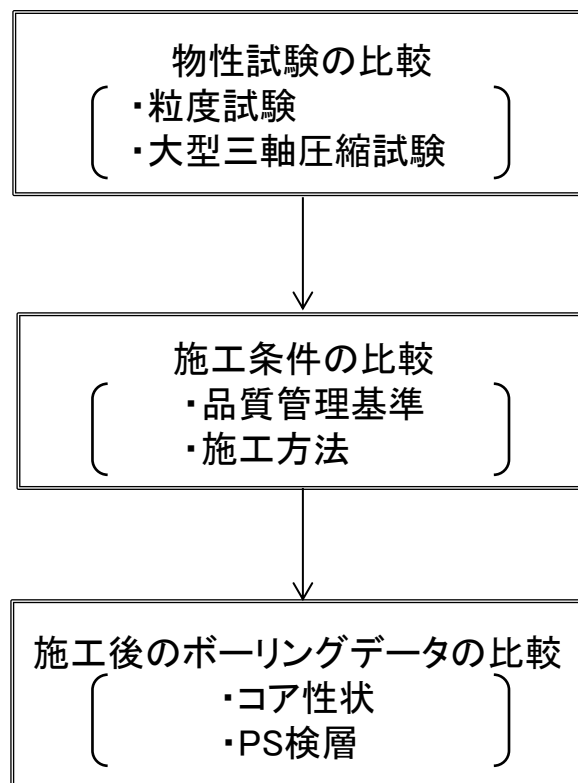 物性試験の比較
・粒度試験
・大型三軸圧縮試験
施工条件の比較
・品質管理基準
・施工方法
施工後のボーリングデータの比較
・コア性状
・PS検層